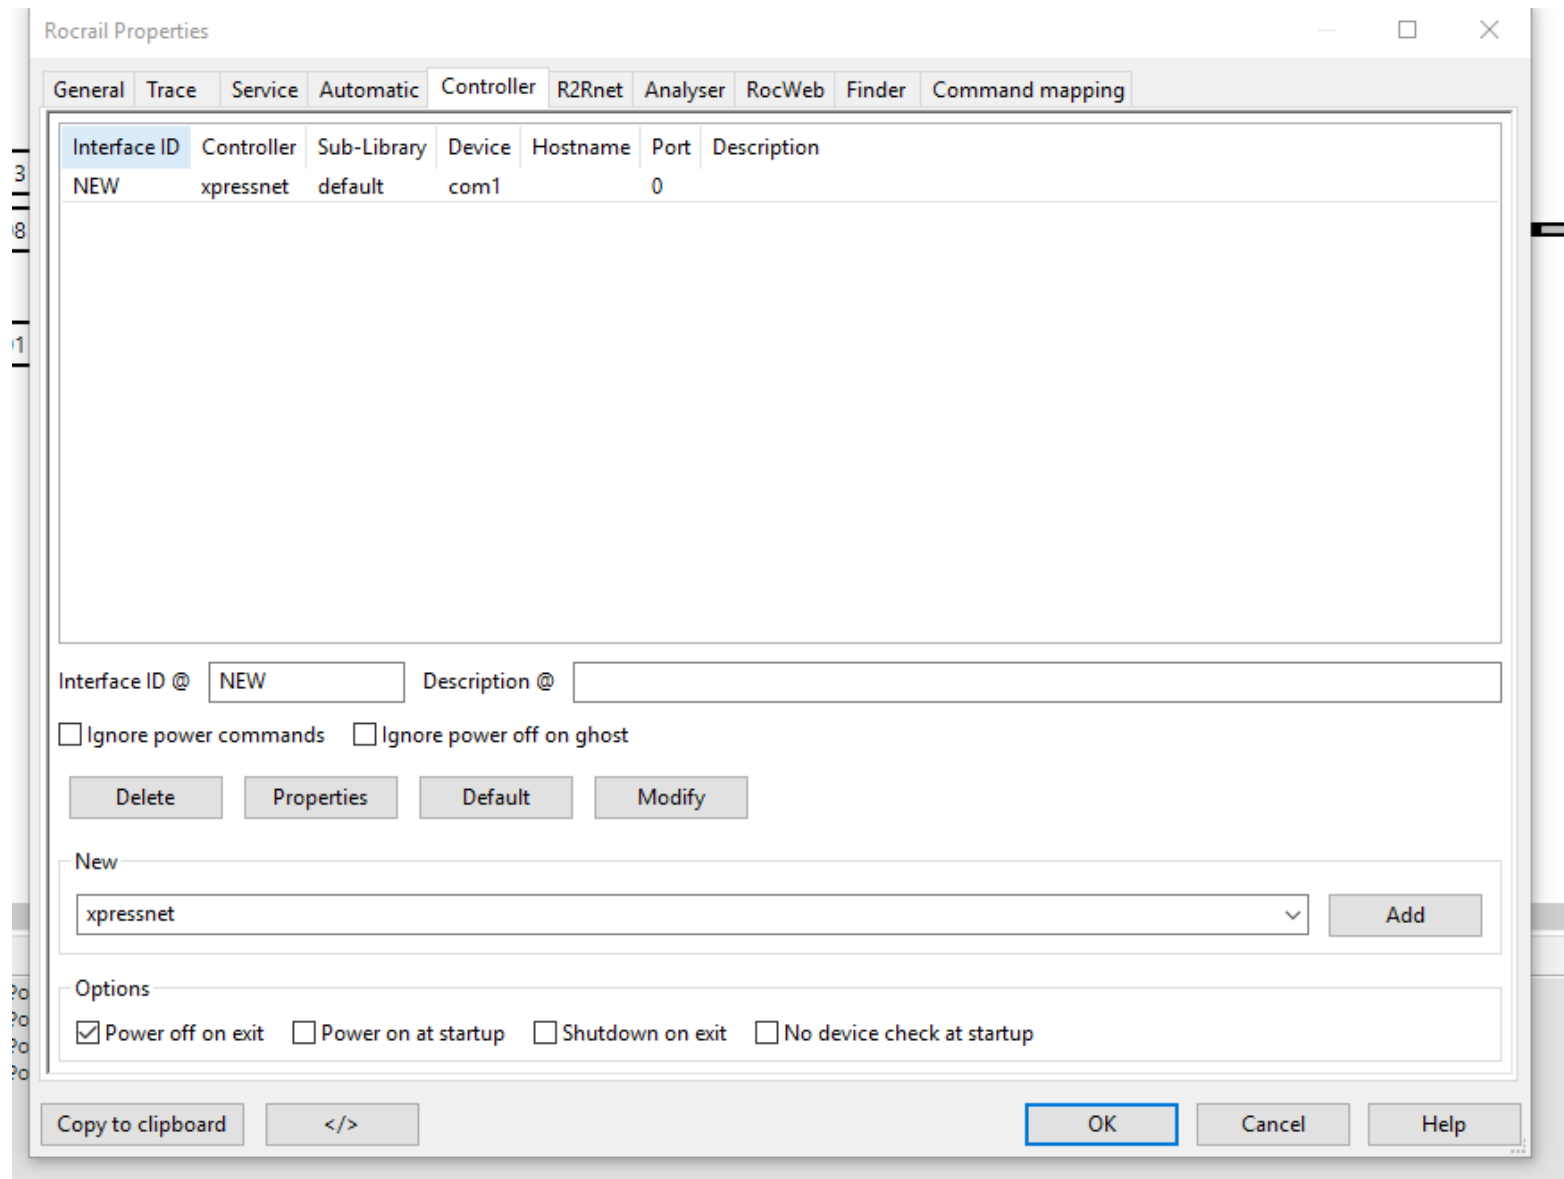 Rocrail Properties
General Trace Service Automatic Controller R2Rnet Analyser RocWeb Finder Command mapping
Interface ID Controller Sub-Library Device Hostname Port Description
NEW xpressnet default com1 0
3
8
1
Interface ID @ NEW Description @
Ignore power commands Ignore power off on ghost
Delete Properties Default Modify
New
xpressnet Add
Options
Power off on exit Power on at startup Shutdown on exit No device check at startup
Copy to clipboard </> OK Cancel Help